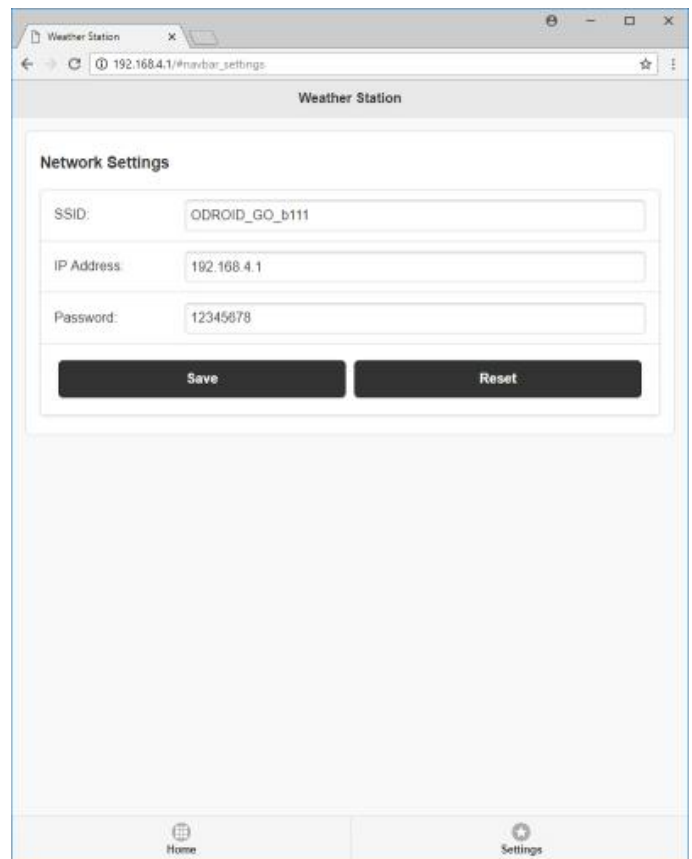 Weather Station
192.168.4.1/#navbar_settings
Weather Station
Network Settings
SSID: ODROID_GO_b111
IP Address: 192.168.4.1
Password: 12345678
Save Reset
Home Settings